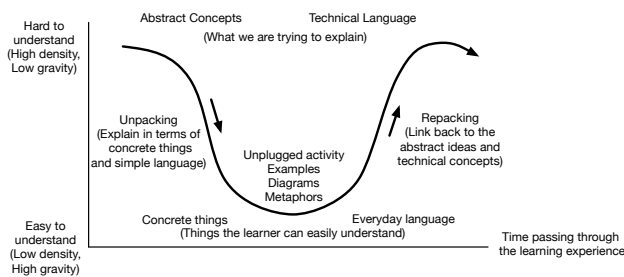 Hard to
understand
(High density,
Low gravity)
Abstract Concepts
Technical Language
(What we are trying to explain)
Unpacking
(Explain in terms of
concrete things
and simple language)
Unplugged activity
Examples
Diagrams
Metaphors
Repacking
(Link back to the
abstract ideas and
technical concepts)
Easy to
understand
(Low density,
High gravity)
Concrete things
Everyday language
(Things the learner can easily understand)
Time passing through
the learning experience